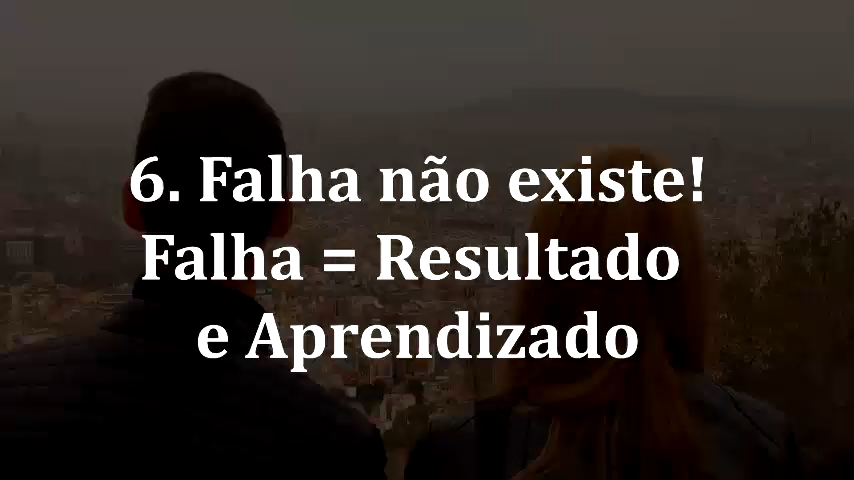 6. Falha não existe!
Falha = Resultado
e Aprendizado